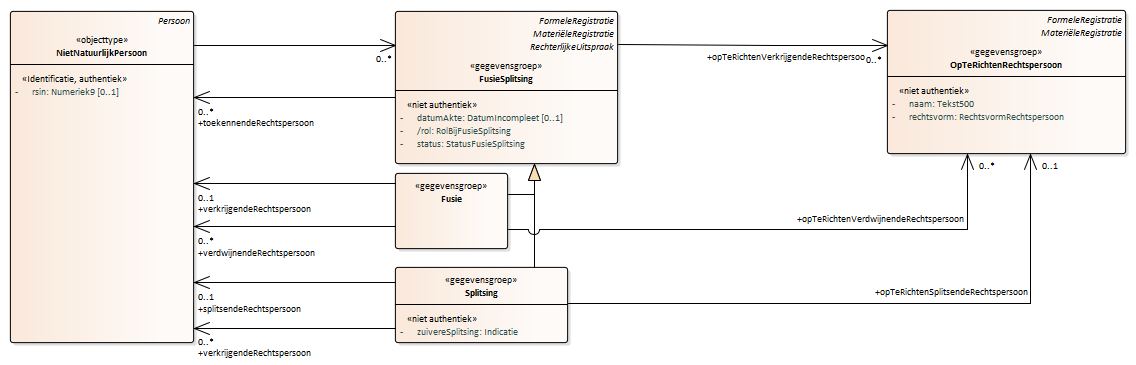 Persoon
«objecttype»
NietNatuurlijkPersoon
«Identificatie, authentiek»
- rsin: Numeriek9 [0..1]
0..*
FormeleRegistratie
MateriëleRegistratie
RechterlijkeUitspraak
«gegevensgroep»
FusieSplitsing
«niet authentiek»
- datumAkte: DatumIncompleet [0..1]
- /rol: RolBijFusieSplitsing
- status: StatusFusieSplitsing
+opTeRichtenVerkrijgendeRechtspersoo
0..*
FormeleRegistratie
MateriëleRegistratie
«gegevensgroep»
OpTeRichtenRechtspersoon
«niet authentiek»
- naam: Tekst500
- rechtsvorm: RechtsvormRechtspersoon
0..*
+toekennendeRechtspersoon
0..*
0..1
«gegevensgroep»
Fusie
0..1
+verkrijgendeRechtspersoon
+opTeRichtenVerdwijnendeRechtspersoon
0..*
+verdwijnendeRechtspersoon
«gegevensgroep»
Splitsing
«niet authentiek»
- zuivereSplitsing: Indicatie
0..1
+splitsendeRechtspersoon
+opTeRichtenSplitsendeRechtspersoon
0..*
+verkrijgendeRechtspersoon